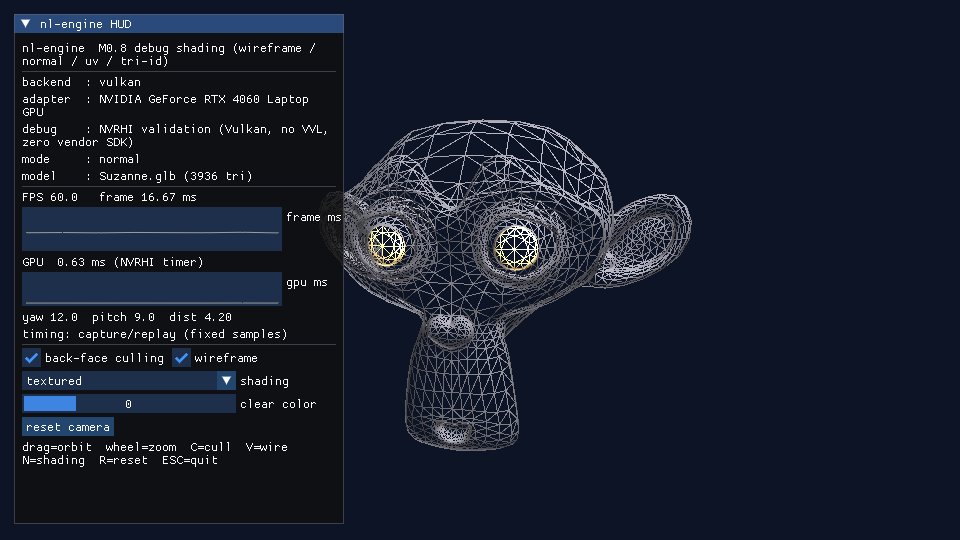 nl-engine HUD
nl-engine  M0.8 debug shading (wireframe /
normal / uv / tri-id)
backend  : vulkan
adapter  : NVIDIA GeForce RTX 4060 Laptop
GPU
debug    : NVRHI validation (Vulkan, no VVL,
zero vendor SDK)
mode     : normal
model    : Suzanne.glb (3936 tri)
FPS 60.0   frame 16.67 ms
frame ms
GPU  0.63 ms (NVRHI timer)
gpu ms
yaw 12.0  pitch 9.0  dist 4.20
timing: capture/replay (fixed samples)
back-face culling  wireframe
textured  shading
0  clear color
reset camera
drag=orbit  wheel=zoom  C=cull  V=wire
N=shading  R=reset  ESC=quit